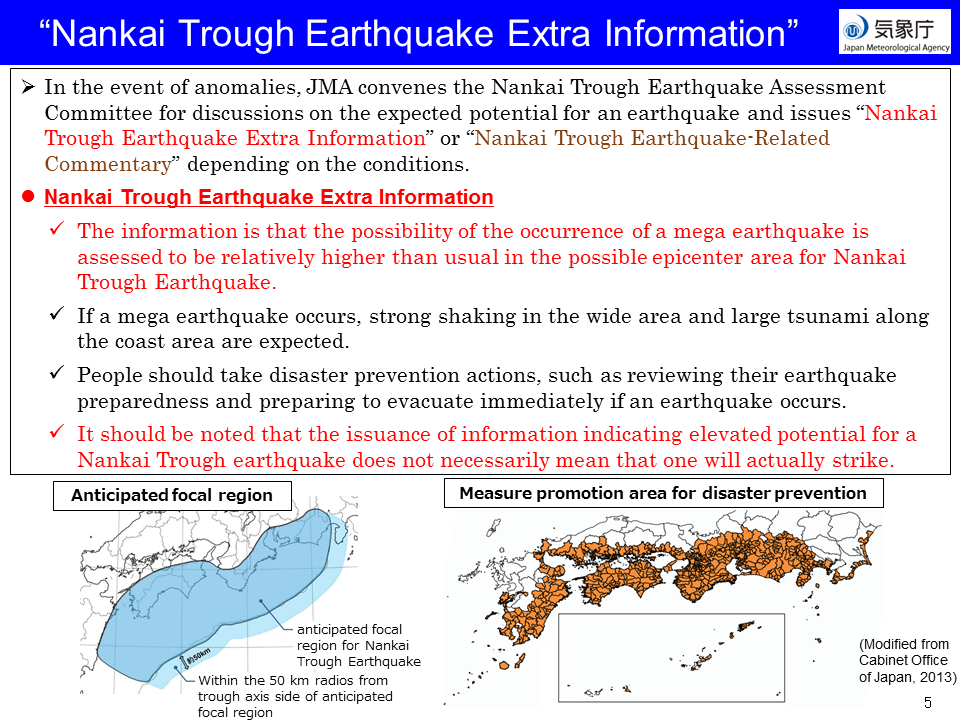 “Nankai Trough Earthquake Extra Information”
気象庁
Japan Meteorological Agency
In the event of anomalies, JMA convenes the Nankai Trough Earthquake Assessment
Committee for discussions on the expected potential for an earthquake and issues “Nankai
Trough Earthquake Extra Information” or “Nankai Trough Earthquake-Related
Commentary” depending on the conditions.
Nankai Trough Earthquake Extra Information
The information is that the possibility of the occurrence of a mega earthquake is
assessed to be relatively higher than usual in the possible epicenter area for Nankai
Trough Earthquake.
If a mega earthquake occurs, strong shaking in the wide area and large tsunami along
the coast area are expected.
People should take disaster prevention actions, such as reviewing their earthquake
preparedness and preparing to evacuate immediately if an earthquake occurs.
It should be noted that the issuance of information indicating elevated potential for a
Nankai Trough earthquake does not necessarily mean that one will actually strike.
Anticipated focal region
約50km
anticipated focal
region for Nankai
Trough Earthquake
Within the 50 km radios from
trough axis side of anticipated
focal region
Measure promotion area for disaster prevention
(Modified from
Cabinet Office
of Japan, 2013)
5